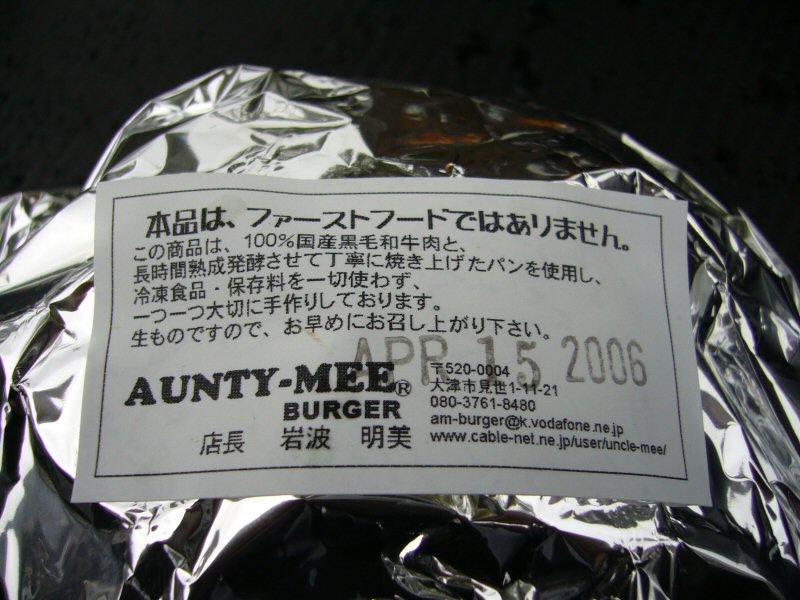 本品は、ファーストフードではありません。
この商品は、100%国産黒毛和牛肉と、
長時間熟成発酵させて丁寧に焼き上げたパンを使用し、
冷凍食品・保存料を一切使わず、
一つ一つ大切に手作りしております。
生ものですので、お早めにお召し上がり下さい。
APR 15 2006
AUNTY-MEE®
BURGER
店長 岩波 明美
〒520-0004
大津市見世1-11-21
080-3761-8480
am-burger@k.vodafone.ne.jp
www.cable-net.ne.jp/user/uncle-mee/